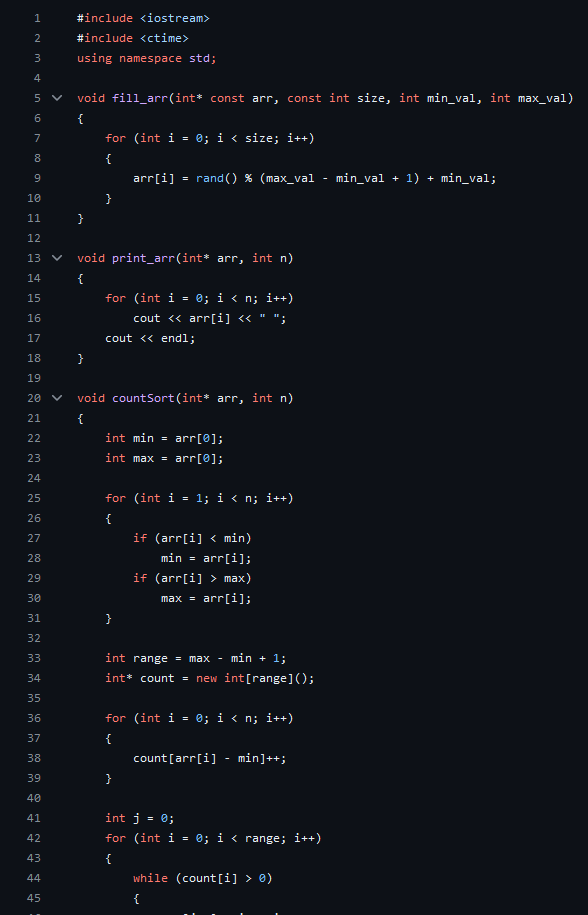 1 #include <iostream>
2 #include <ctime>
3 using namespace std;
4
5 void fill_arr(int* const arr, const int size, int min_val, int max_val)
6 {
7     for (int i = 0; i < size; i++)
8     {
9         arr[i] = rand() % (max_val - min_val + 1) + min_val;
10     }
11 }
12
13 void print_arr(int* arr, int n)
14 {
15     for (int i = 0; i < n; i++)
16         cout << arr[i] << " ";
17     cout << endl;
18 }
19
20 void countSort(int* arr, int n)
21 {
22     int min = arr[0];
23     int max = arr[0];
24
25     for (int i = 1; i < n; i++)
26     {
27         if (arr[i] < min)
28             min = arr[i];
29         if (arr[i] > max)
30             max = arr[i];
31     }
32
33     int range = max - min + 1;
34     int* count = new int[range]();
35
36     for (int i = 0; i < n; i++)
37     {
38         count[arr[i] - min]++;
39     }
40
41     int j = 0;
42     for (int i = 0; i < range; i++)
43     {
44         while (count[i] > 0)
45         {